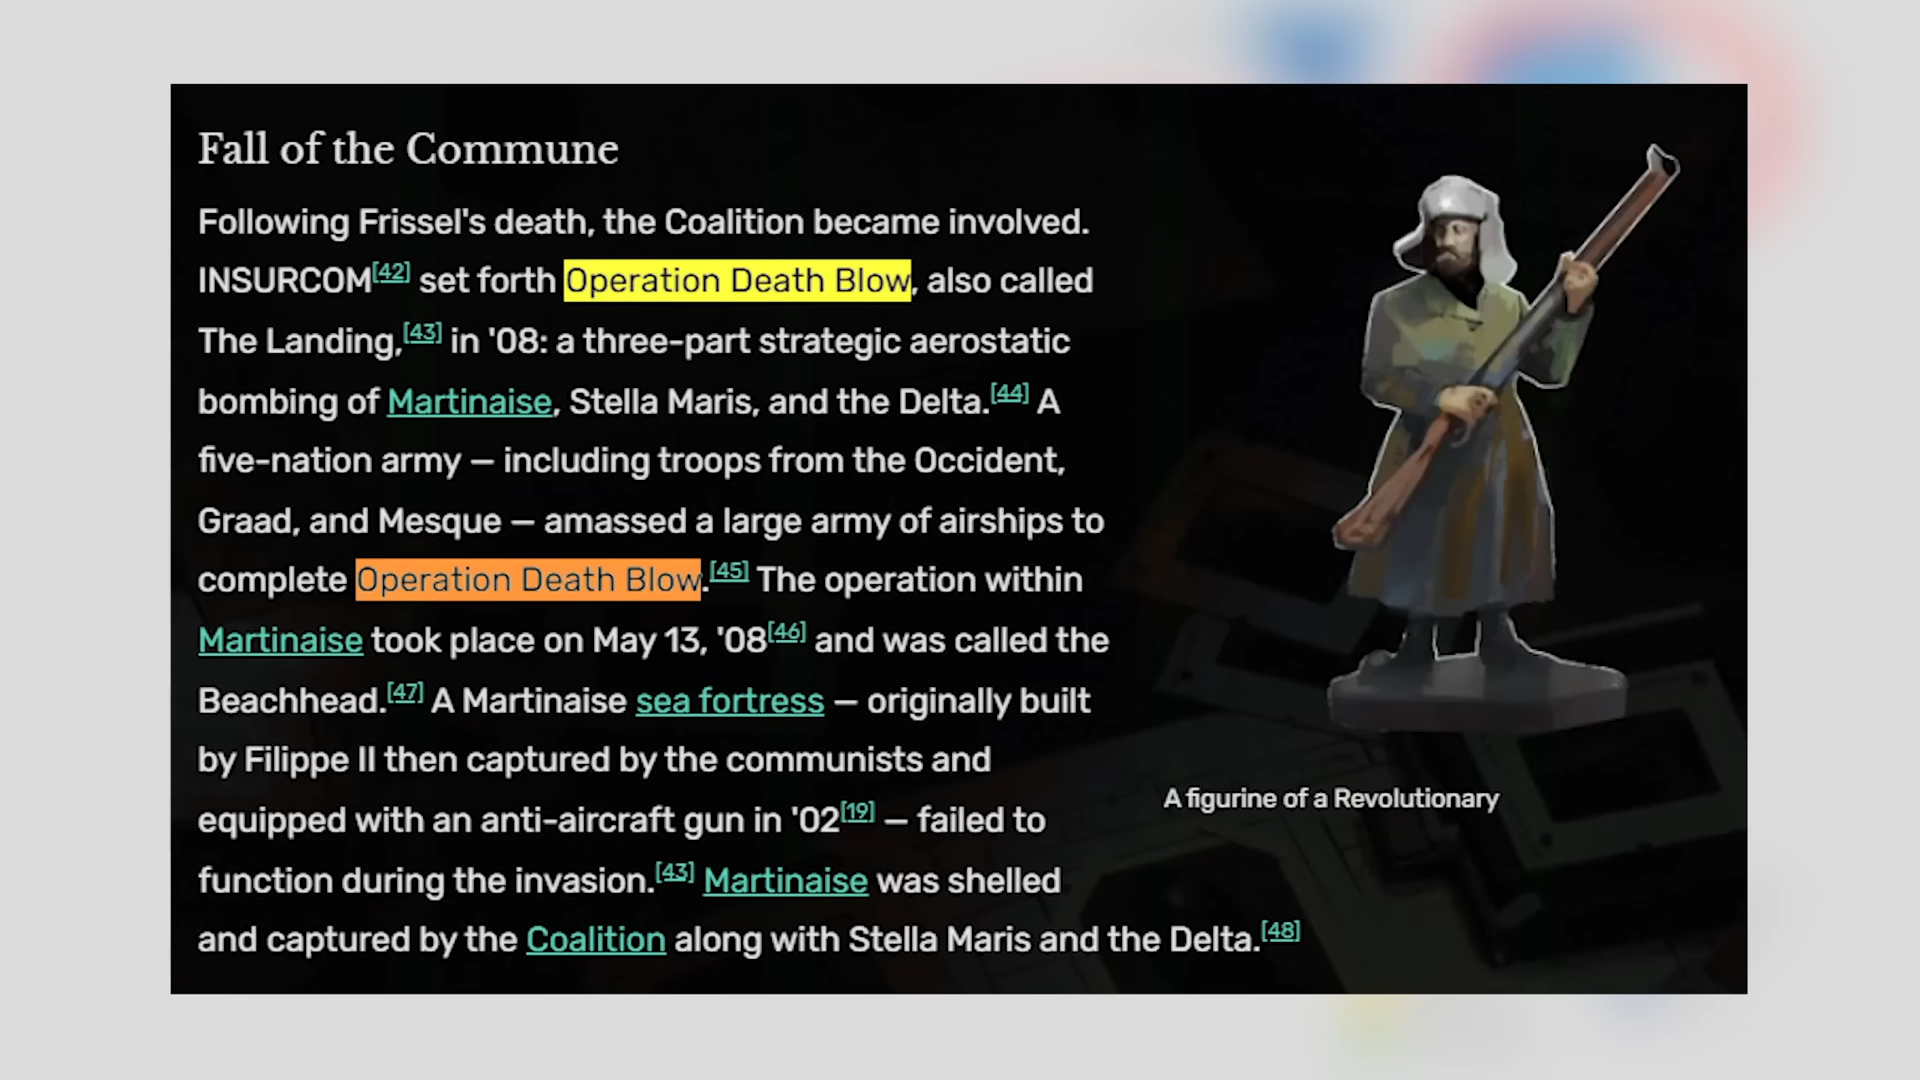 Fall of the Commune
Following Frissel's death, the Coalition became involved.
INSURCOM[42] set forth Operation Death Blow, also called
The Landing,[43] in '08: a three-part strategic aerostatic
bombing of Martinaise, Stella Maris, and the Delta.[44] A
five-nation army — including troops from the Occident,
Graad, and Mesque — amassed a large army of airships to
complete Operation Death Blow.[45] The operation within
Martinaise took place on May 13, '08[46] and was called the
Beachhead.[47] A Martinaise sea fortress — originally built
by Filippe II then captured by the communists and
equipped with an anti-aircraft gun in '02[19] — failed to
function during the invasion.[43] Martinaise was shelled
and captured by the Coalition along with Stella Maris and the Delta.[48]
A figurine of a Revolutionary